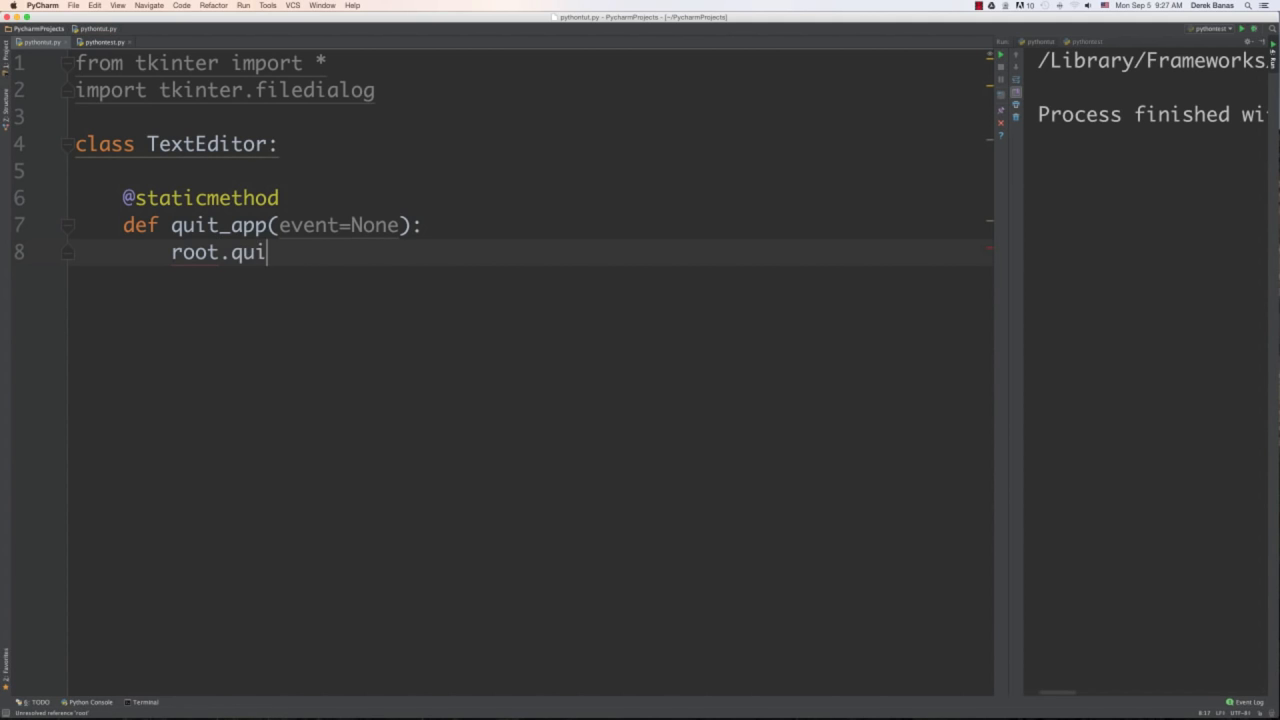 PyCharm File Edit View Navigate Code Refactor Run Tools VCS Window Help 10 Mon Sep 5 9:27 AM Derek Banas
pythontut.py - PycharmProjects - [~/PycharmProjects]
PycharmProjects pythontut.py pythontest
pythontut.py pythontest.py Run: pythontut pythontest
1 from tkinter import * /Library/Frameworks
2 import tkinter.filedialog
3 Process finished wi
4 class TextEditor:
5
6 @staticmethod
7 def quit_app(event=None):
8 root.qui
1: Project
7: Structure
2: Favorites
4: Run
6: TODO Python Console Terminal Event Log
Unresolved reference 'root' 8:17 LF÷ UTF-8÷